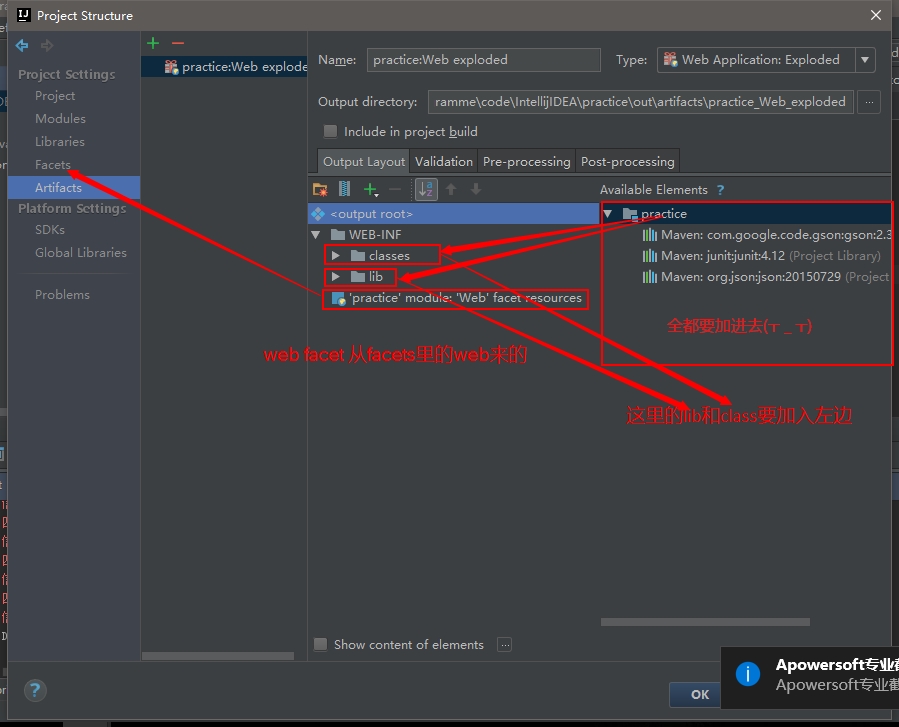 Project Structure
Project Settings
Project
Modules
Libraries
Facets
Artifacts
Platform Settings
SDKs
Global Libraries
Problems
practice:Web explode
Name: practice:Web exploded Type: Web Application: Exploded
Output directory: ramme\code\IntellijIDEA\practice\out\artifacts\practice_Web_exploded ...
Include in project build
Output Layout Validation Pre-processing Post-processing
Available Elements ?
<output root>
WEB-INF
classes
lib
'practice' module: 'Web' facet resources
practice
Maven: com.google.code.gson:gson:2.3
Maven: junit:junit:4.12 (Project Library)
Maven: org.json:json:20150729 (Project
全都要加进去(т_т)
web facet 从facets里的web来的
这里的lib和class要加入左边
Show content of elements ...
?
OK
Apowersoft专业截
Apowersoft专业截